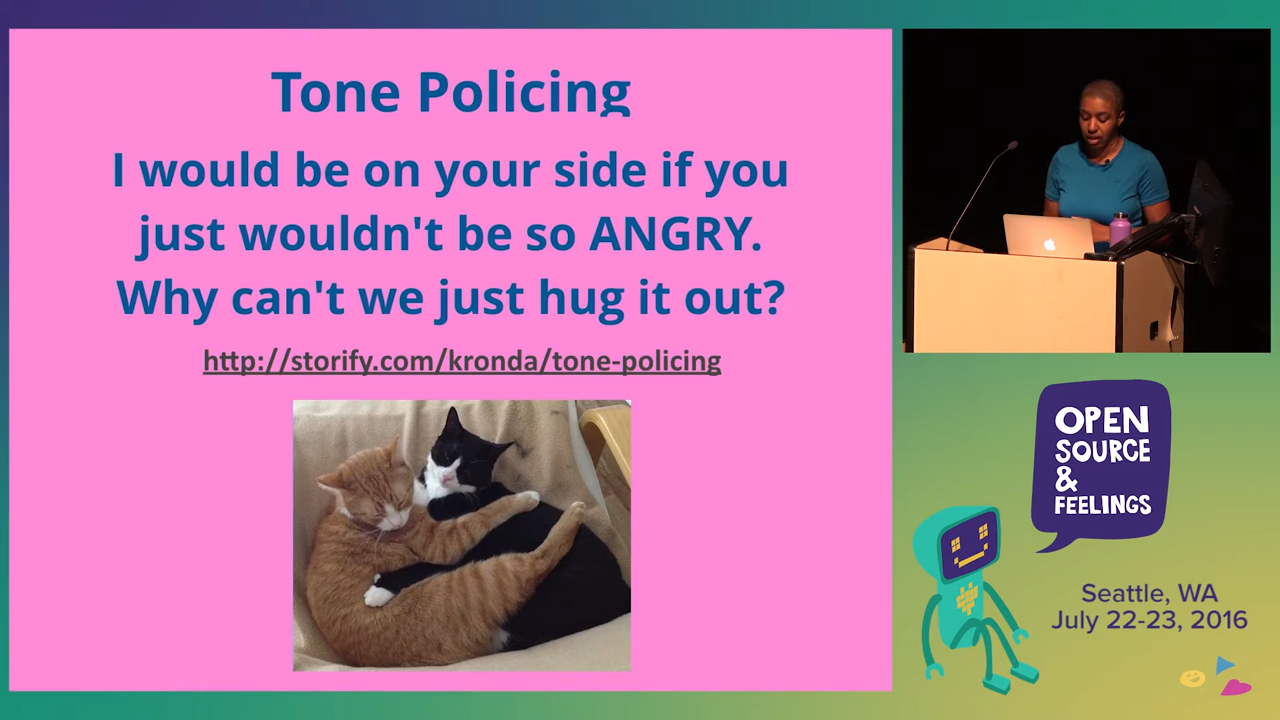 Tone Policing
I would be on your side if you
just wouldn't be so ANGRY.
Why can't we just hug it out?
http://storify.com/kronda/tone-policing
OPEN
SOURCE
&
FEELINGS
Seattle, WA
July 22-23, 2016